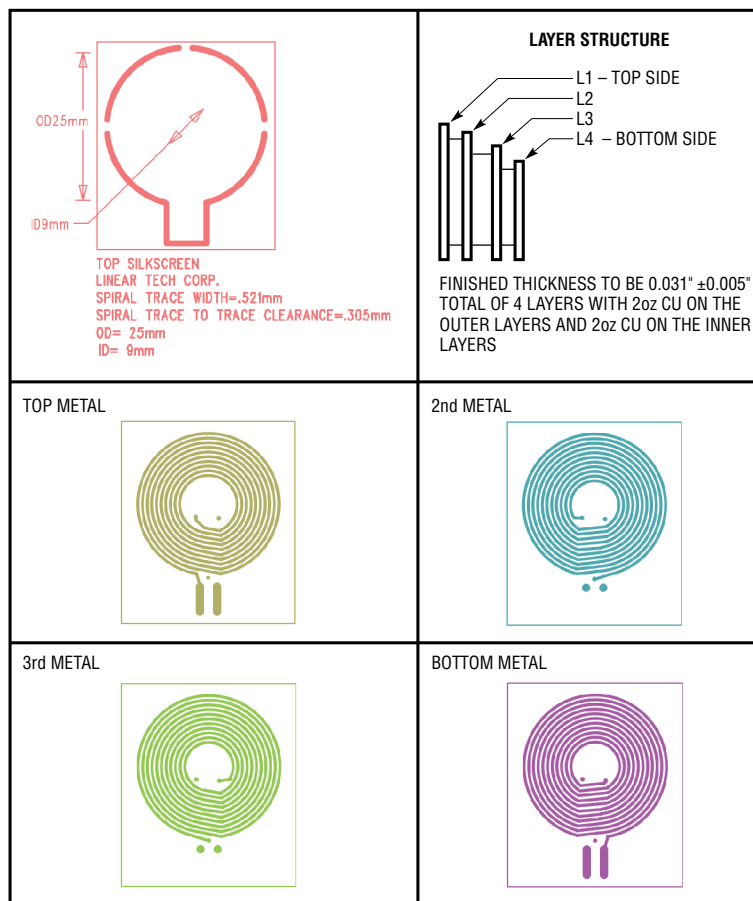 OD25mm
ID9mm
TOP SILKSCREEN
LINEAR TECH CORP.
SPIRAL TRACE WIDTH=.521mm
SPIRAL TRACE TO TRACE CLEARANCE=.305mm
OD= 25mm
ID= 9mm
LAYER STRUCTURE
L1 – TOP SIDE
L2
L3
L4 – BOTTOM SIDE
FINISHED THICKNESS TO BE 0.031" ±0.005"
TOTAL OF 4 LAYERS WITH 2oz CU ON THE
OUTER LAYERS AND 2oz CU ON THE INNER
LAYERS
TOP METAL
2nd METAL
3rd METAL
BOTTOM METAL